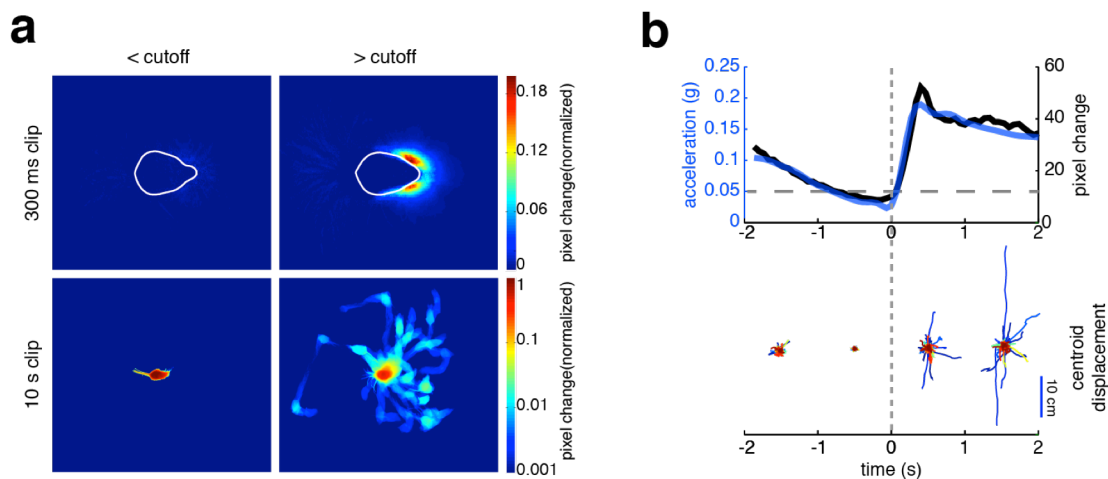 a
< cutoff
> cutoff
300 ms clip
0.18
0.12
0.06
0
pixel change(normalized)
10 s clip
1
0.1
0.01
0.001
pixel change(normalized)
b
acceleration (g)
0.25
0.2
0.15
0.1
0.05
0
60
40
20
0
pixel change
-2
-1
0
1
2
10 cm
centroid
displacement
-2
-1
0
1
2
time (s)